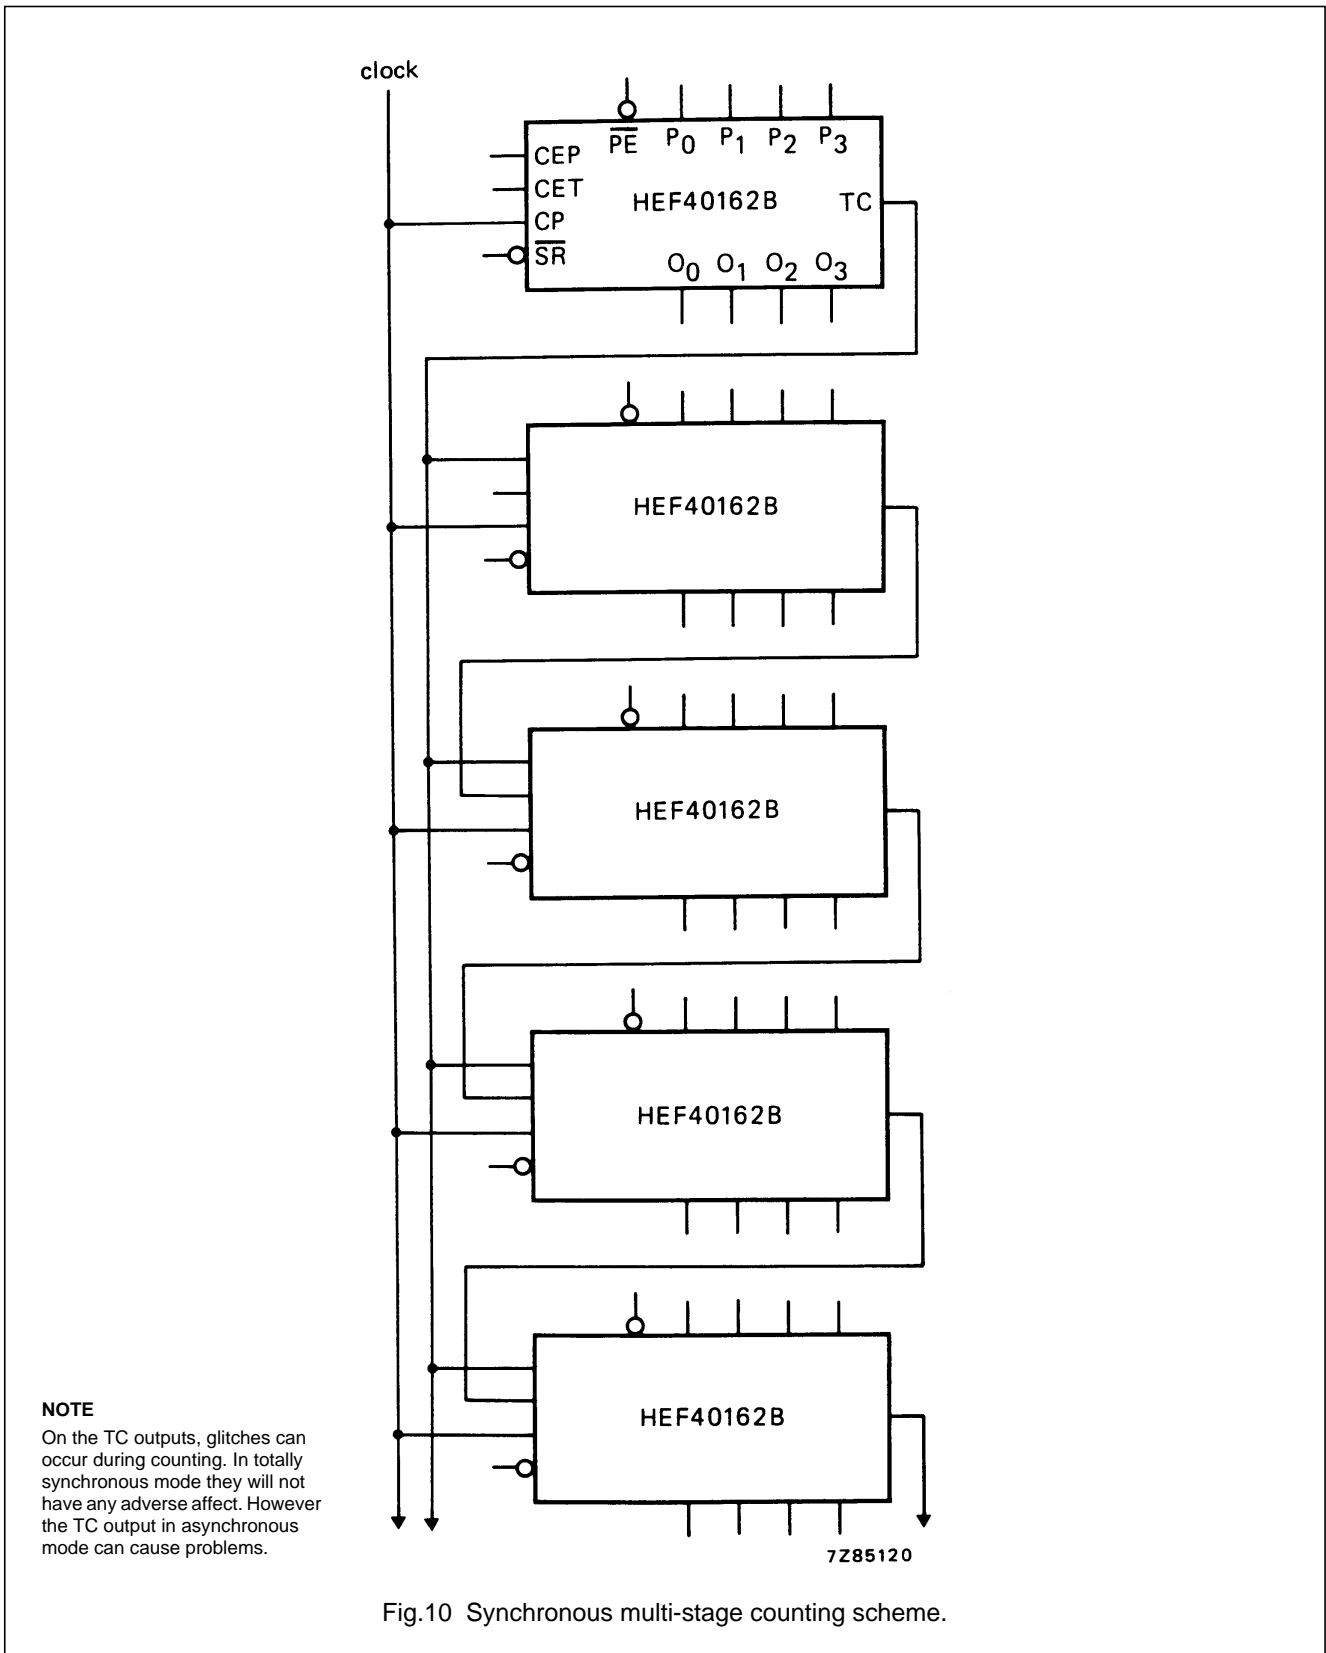 clock
PE P0 P1 P2 P3
CEP
CET
HEF40162B
TC
CP
SR
O0 O1 O2 O3
HEF40162B
HEF40162B
HEF40162B
HEF40162B
NOTE
On the TC outputs, glitches can
occur during counting. In totally
synchronous mode they will not
have any adverse affect. However
the TC output in asynchronous
mode can cause problems.
7Z85120
Fig.10 Synchronous multi-stage counting scheme.